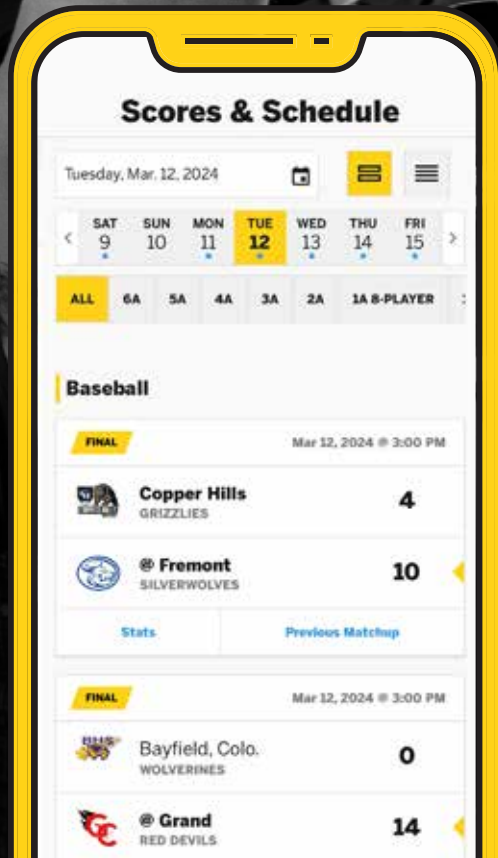 Scores & Schedule
Tuesday, Mar. 12, 2024
SAT SUN MON TUE WED THU FRI
< 9 10 11 12 13 14 15 >
ALL 6A 5A 4A 3A 2A 1A 8-PLAYER
Baseball
FINAL Mar 12, 2024 @ 3:00 PM
Copper Hills 4
GRIZZLIES
@ Fremont 10
SILVERWOLVES
Stats Previous Matchup
FINAL Mar 12, 2024 @ 3:00 PM
BHS Bayfield, Colo. 0
WOLVERINES
GC @ Grand 14
RED DEVILS